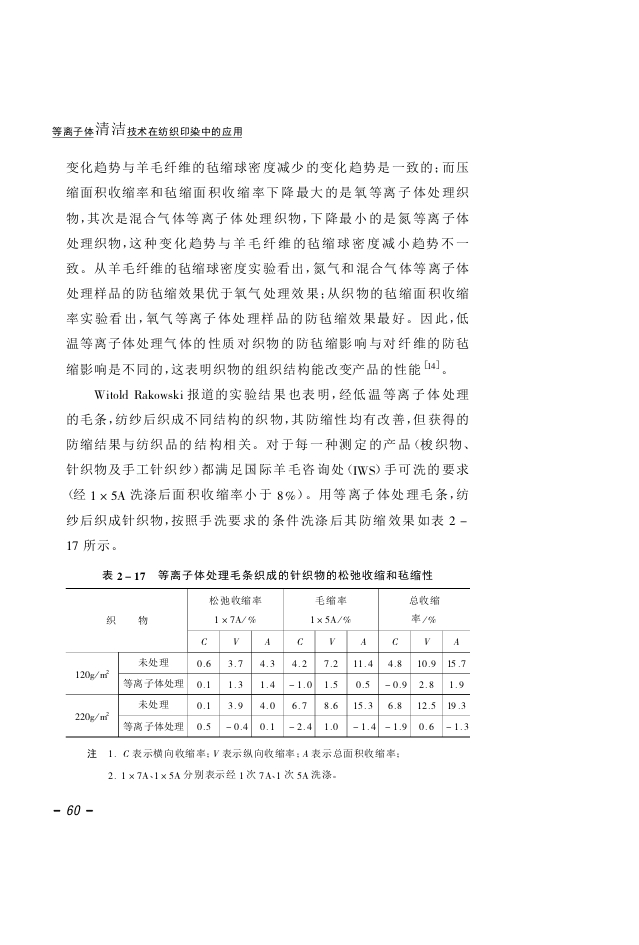 等离子体清洁技术在纺织印染中的应用
变化趋势与羊毛纤维的毡缩球密度减少的变化趋势是一致的;而压
缩面积收缩率和毡缩面积收缩率下降最大的是氧等离子体处理织
物,其次是混合气体等离子体处理织物,下降最小的是氮等离子体
处理织物,这种变化趋势与羊毛纤维的毡缩球密度减小趋势不一
致。从羊毛纤维的毡缩球密度实验看出,氮气和混合气体等离子体
处理样品的防毡缩效果优于氧气处理效果;从织物的毡缩面积收缩
率实验看出,氧气等离子体处理样品的防毡缩效果最好。因此,低
温等离子体处理气体的性质对织物的防毡缩影响与对纤维的防毡
缩影响是不同的,这表明织物的组织结构能改变产品的性能[14]。
Witold Rakowski 报道的实验结果也表明,经低温等离子体处理
的毛条,纺纱后织成不同结构的织物,其防缩性均有改善,但获得的
防缩结果与纺织品的结构相关。对于每一种测定的产品(梭织物、
针织物及手工针织纱)都满足国际羊毛咨询处(IWS)手可洗的要求
(经 1×5A 洗涤后面积收缩率小于 8%)。用等离子体处理毛条,纺
纱后织成针织物,按照手洗要求的条件洗涤后其防缩效果如表 2-
17 所示。
表 2-17 等离子体处理毛条织成的针织物的松弛收缩和毡缩性
织 物 松弛收缩率 1×7A/% 毛缩率 1×5A/% 总收缩率/%
C V A C V A C V A
120g/m² 未处理 0.6 3.7 4.3 4.2 7.2 11.4 4.8 10.9 15.7
等离子体处理 0.1 1.3 1.4 -1.0 1.5 0.5 -0.9 2.8 1.9
220g/m² 未处理 0.1 3.9 4.0 6.7 8.6 15.3 6.8 12.5 19.3
等离子体处理 0.5 -0.4 0.1 -2.4 1.0 -1.4 -1.9 0.6 -1.3
注 1. C 表示横向收缩率;V 表示纵向收缩率;A 表示总面积收缩率;
2. 1×7A、1×5A 分别表示经 1 次 7A、1 次 5A 洗涤。
- 60 -